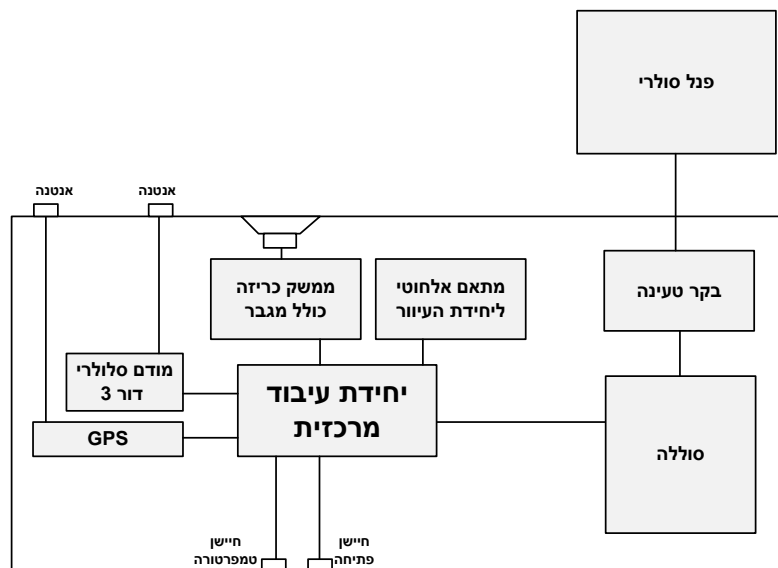 פנל סולרי
אנטנה
אנטנה
מתאם אלחוטי
ליחידת העיוור
ממשק כריזה
כולל מגבר
בקר טעינה
מודם סלולרי
דור 3
יחידת עיבוד
מרכזית
GPS
סוללה
חיישן
פתיחה
חיישן
טמפרטורה